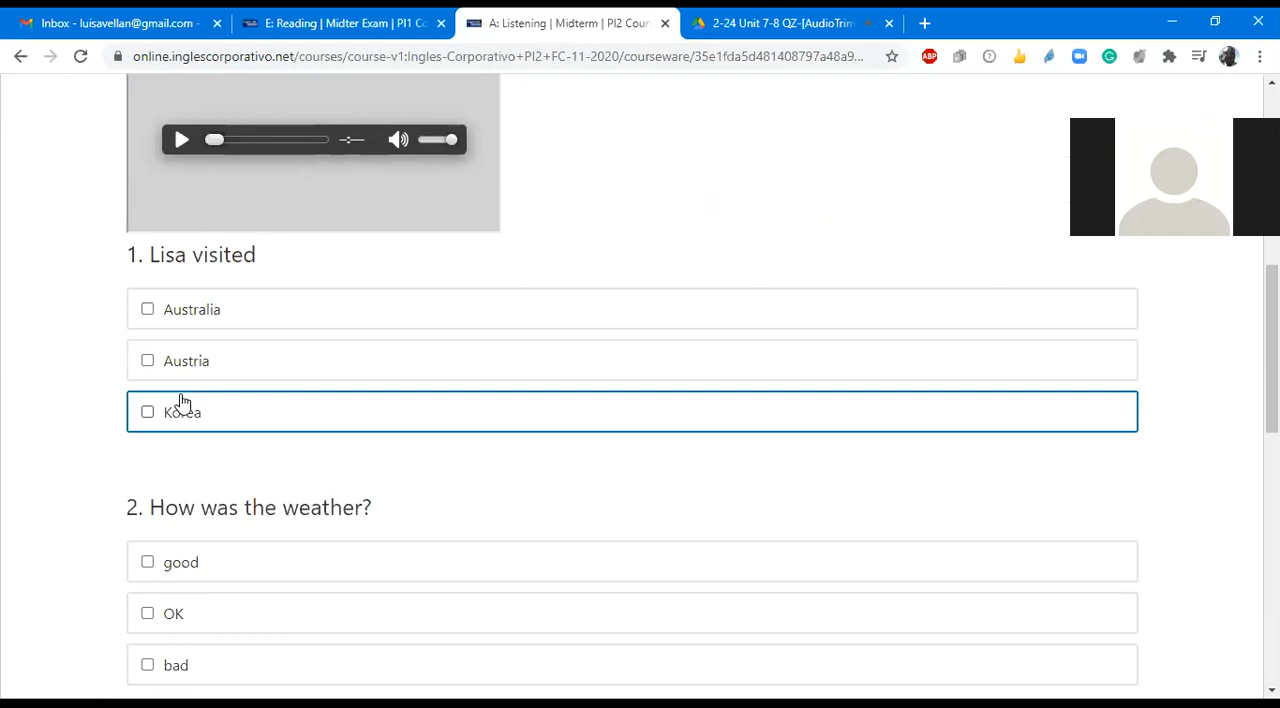 Inbox - luisavellan@gmail.com -
E: Reading | Midter Exam | PI1 C
A: Listening | Midterm | PI2 Cour
2-24 Unit 7-8 QZ-[AudioTrim
online.inglescorporativo.net/courses/course-v1:Ingles-Corporativo+PI2+FC-11-2020/courseware/35e1fda5d481408797a48a9...
ABP
1. Lisa visited
Australia
Austria
Korea
2. How was the weather?
good
OK
bad